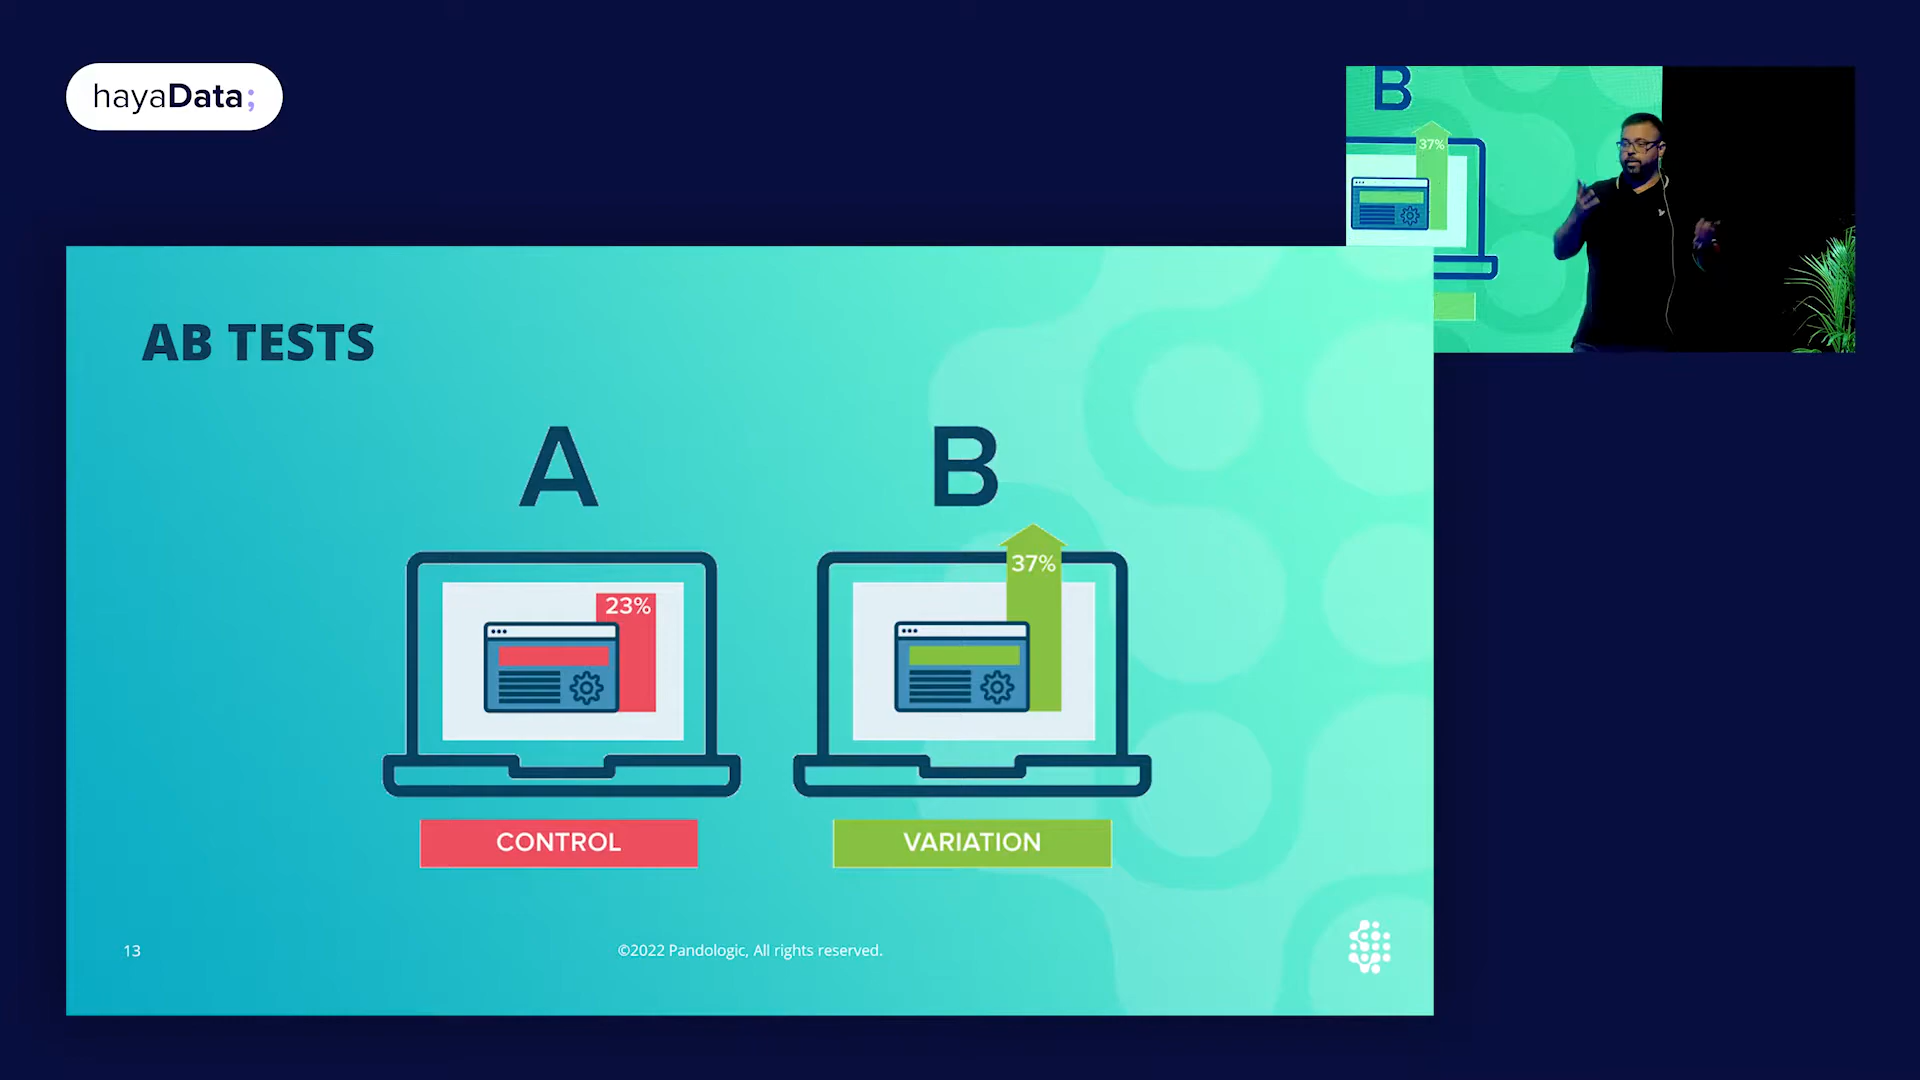 hayaData;
B
37%
AB TESTS
A
B
37%
23%
CONTROL
VARIATION
13
©2022 Pandologic, All rights reserved.